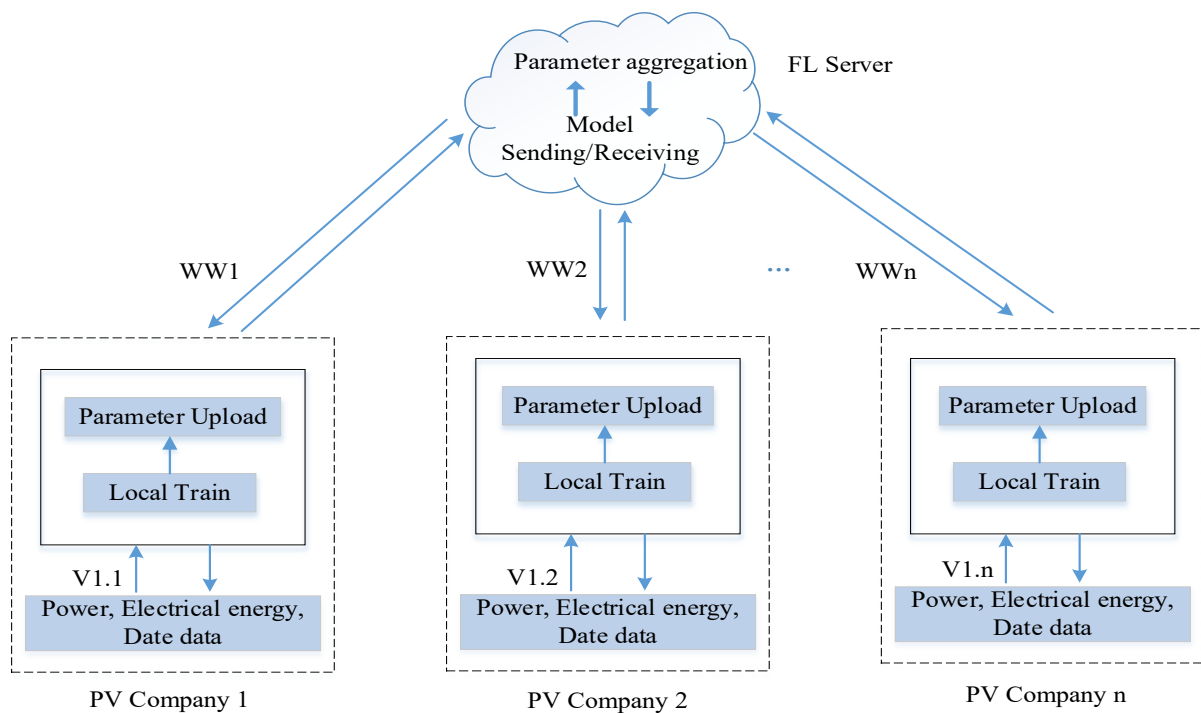 Parameter aggregation
FL Server
Model
Sending/Receiving
WW1
WW2
...
WWn
Parameter Upload
Local Train
V1.1
Power, Electrical energy,
Date data
PV Company 1
Parameter Upload
Local Train
V1.2
Power, Electrical energy,
Date data
PV Company 2
Parameter Upload
Local Train
V1.n
Power, Electrical energy,
Date data
PV Company n